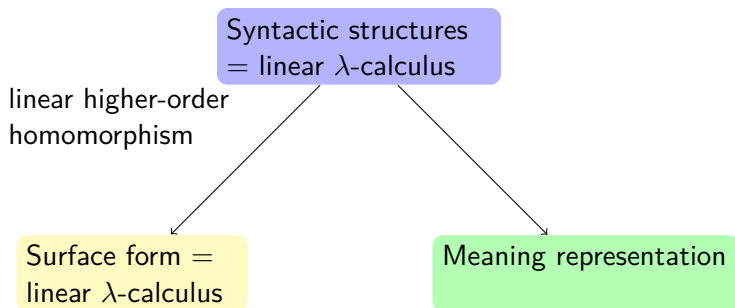 Syntactic structures
= linear λ-calculus
linear higher-order
homomorphism
Surface form =
linear λ-calculus
Meaning representation